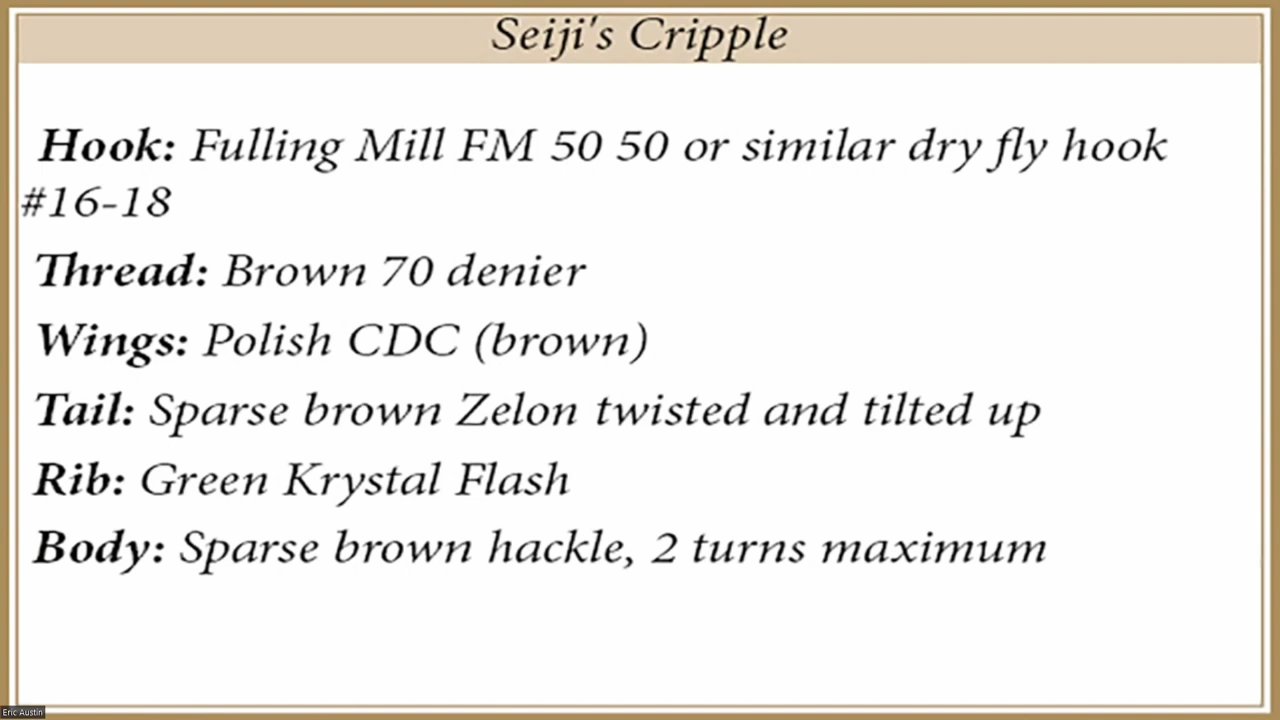 Seiji's Cripple
Hook: Fulling Mill FM 50 50 or similar dry fly hook
#16-18
Thread: Brown 70 denier
Wings: Polish CDC (brown)
Tail: Sparse brown Zelon twisted and tilted up
Rib: Green Krystal Flash
Body: Sparse brown hackle, 2 turns maximum
Eric Austin